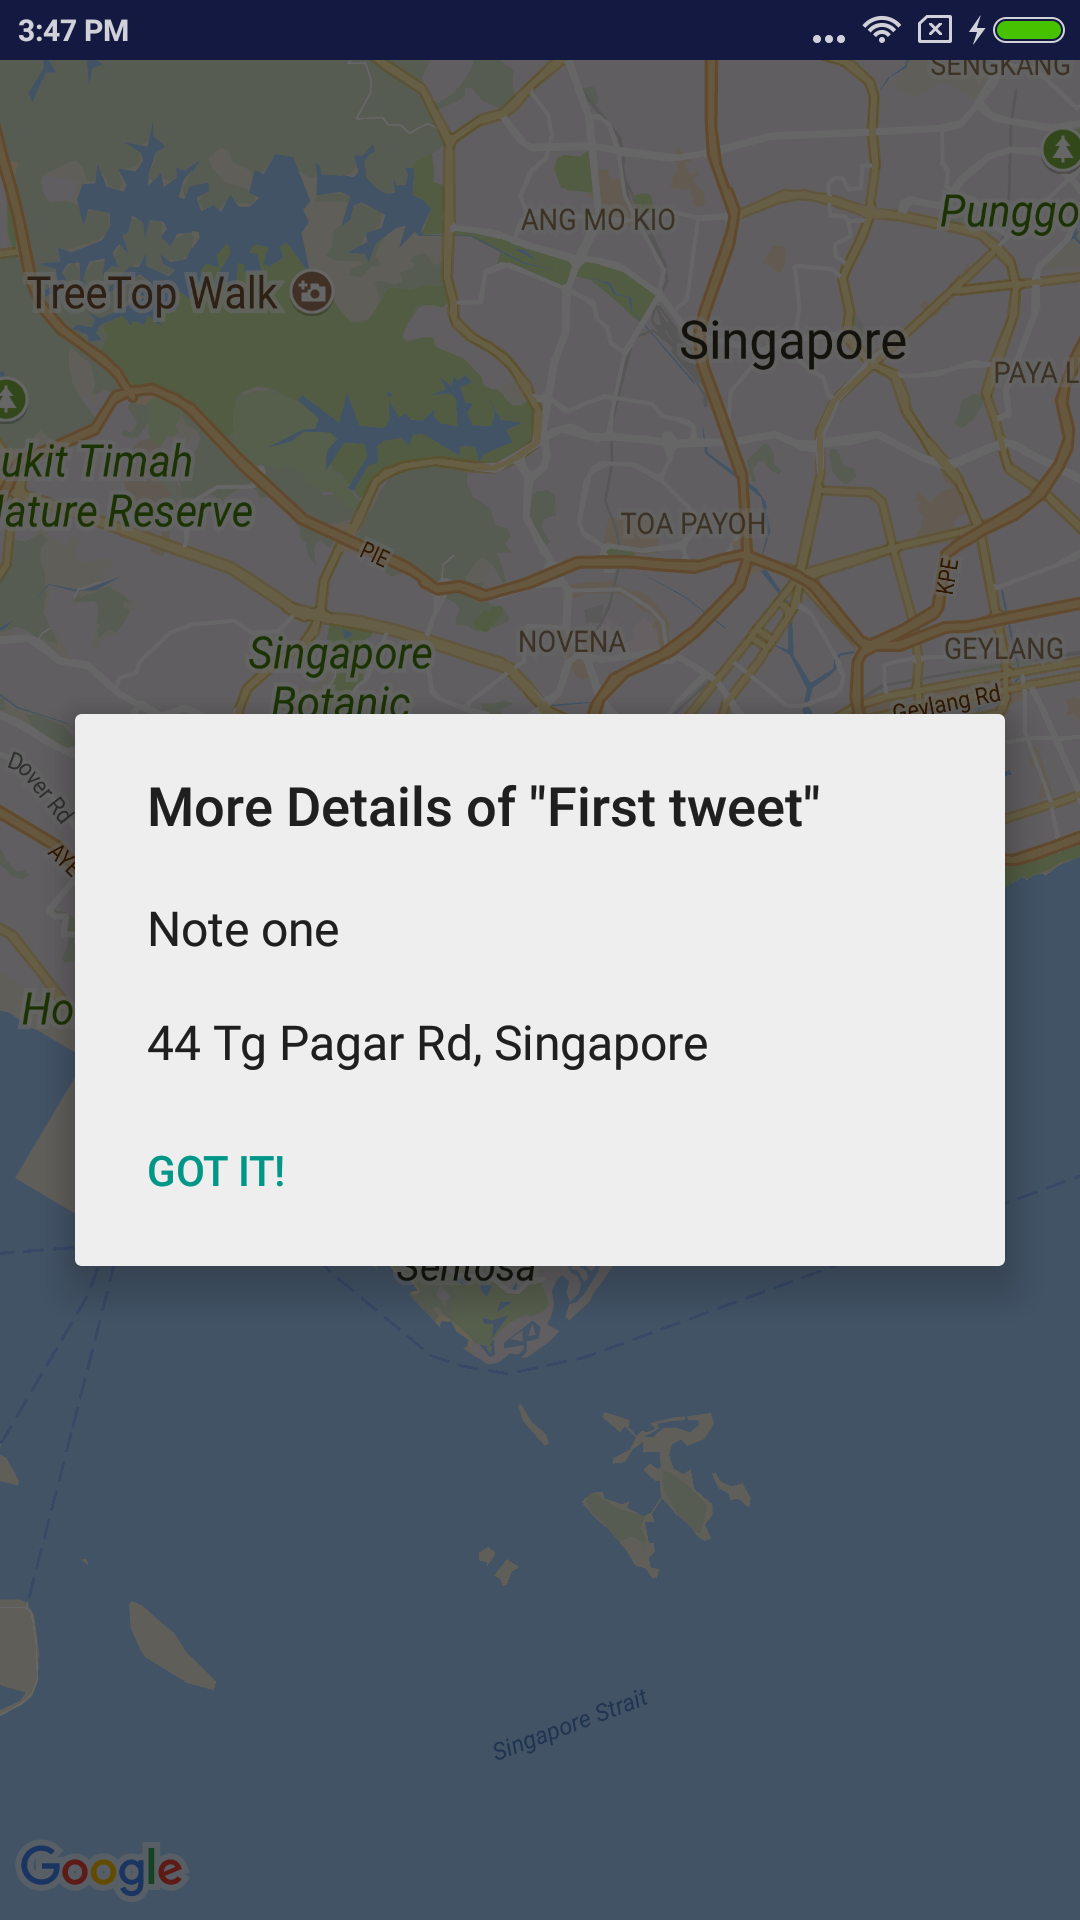 3:47 PM
SENGKANG
Punggo
ANG MO KIO
TreeTop Walk
Singapore
PAYA L
ukit Timah
ature Reserve
TOA PAYOH
PIE
KPE
NOVENA
GEYLANG
Singapore
Botanic
Geylang Rd
Dover Rd
AYE
More Details of "First tweet"
Note one
Ho
44 Tg Pagar Rd, Singapore
GOT IT!
Sentosa
Singapore Strait
Google